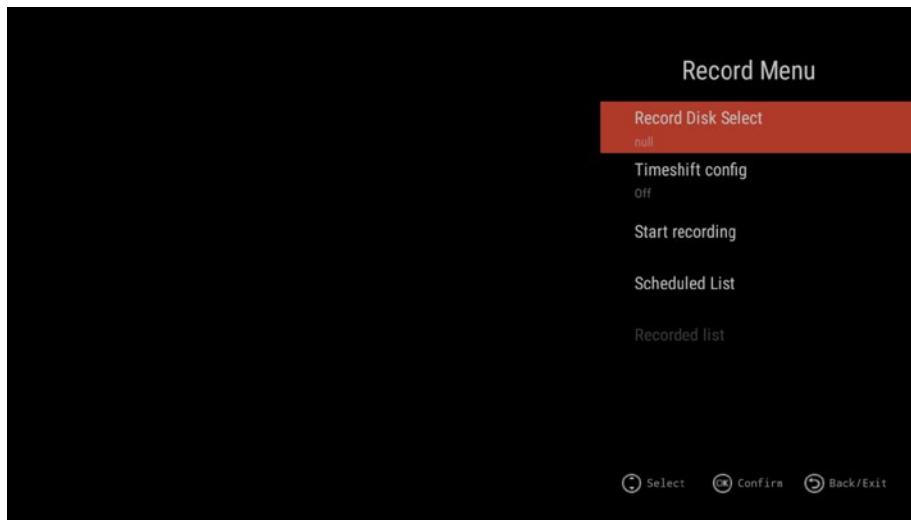 Record Menu
Record Disk Select
null
Timeshift config
Off
Start recording
Scheduled List
Recorded list
Select OK Confirm Back/Exit